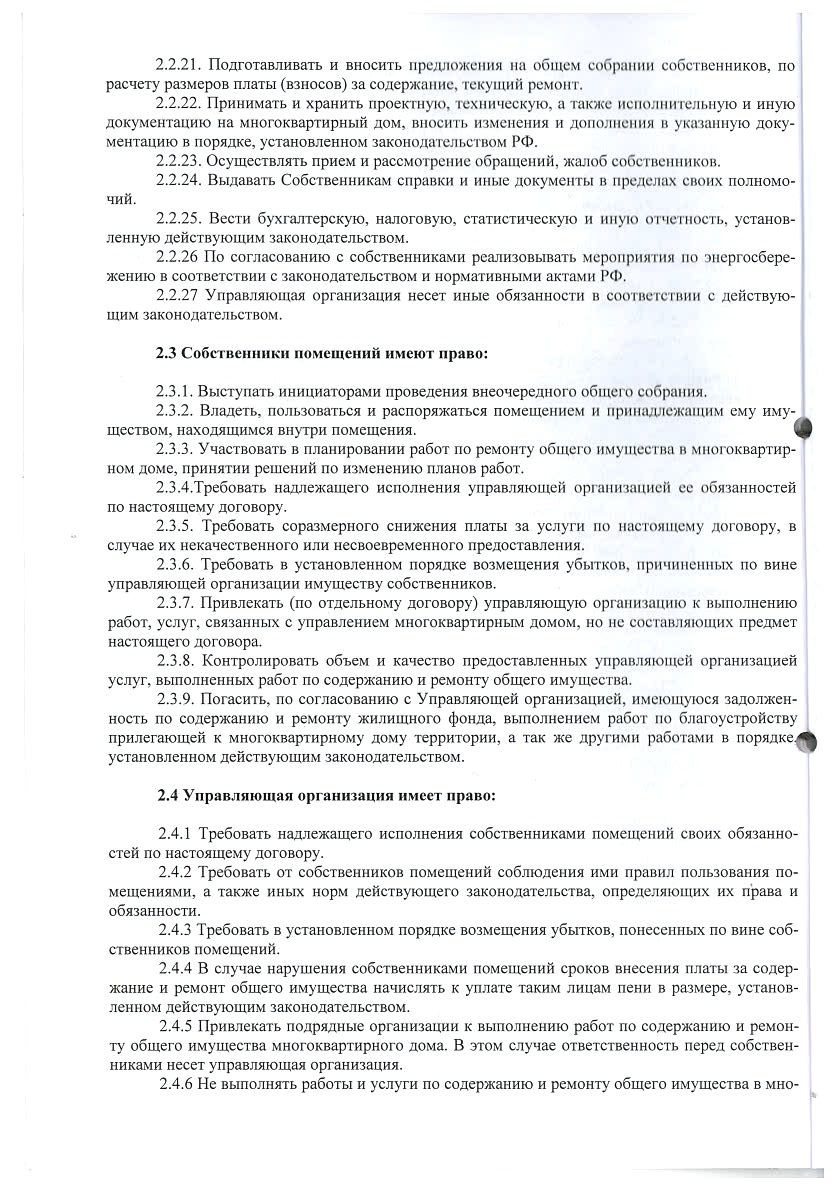 2.2.21. Подготавливать и вносить предложения на общем собрании собственников, по
расчету размеров платы (взносов) за содержание, текущий ремонт.
2.2.22. Принимать и хранить проектную, техническую, а также исполнительную и иную
документацию на многоквартирный дом, вносить изменения и дополнения в указанную доку-
ментацию в порядке, установленном законодательством РФ.
2.2.23. Осуществлять прием и рассмотрение обращений, жалоб собственников.
2.2.24. Выдавать Собственникам справки и иные документы в пределах своих полномо-
чий.
2.2.25. Вести бухгалтерскую, налоговую, статистическую и иную отчетность, установ-
ленную действующим законодательством.
2.2.26 По согласованию с собственниками реализовывать мероприятия по энергосбере-
жению в соответствии с законодательством и нормативными актами РФ.
2.2.27 Управляющая организация несет иные обязанности в соответствии с действую-
щим законодательством.
2.3 Собственники помещений имеют право:
2.3.1. Выступать инициаторами проведения внеочередного общего собрания.
2.3.2. Владеть, пользоваться и распоряжаться помещением и принадлежащим ему иму-
ществом, находящимся внутри помещения.
2.3.3. Участвовать в планировании работ по ремонту общего имущества в многоквартир-
ном доме, принятии решений по изменению планов работ.
2.3.4.Требовать надлежащего исполнения управляющей организацией ее обязанностей
по настоящему договору.
2.3.5. Требовать соразмерного снижения платы за услуги по настоящему договору, в
случае их некачественного или несвоевременного предоставления.
2.3.6. Требовать в установленном порядке возмещения убытков, причиненных по вине
управляющей организации имуществу собственников.
2.3.7. Привлекать (по отдельному договору) управляющую организацию к выполнению
работ, услуг, связанных с управлением многоквартирным домом, но не составляющих предмет
настоящего договора.
2.3.8. Контролировать объем и качество предоставленных управляющей организацией
услуг, выполненных работ по содержанию и ремонту общего имущества.
2.3.9. Погасить, по согласованию с Управляющей организацией, имеющуюся задолжен-
ность по содержанию и ремонту жилищного фонда, выполнением работ по благоустройству
прилегающей к многоквартирному дому территории, а так же другими работами в порядке,
установленном действующим законодательством.
2.4 Управляющая организация имеет право:
2.4.1 Требовать надлежащего исполнения собственниками помещений своих обязанно-
стей по настоящему договору.
2.4.2 Требовать от собственников помещений соблюдения ими правил пользования по-
мещениями, а также иных норм действующего законодательства, определяющих их права и
обязанности.
2.4.3 Требовать в установленном порядке возмещения убытков, понесенных по вине соб-
ственников помещений.
2.4.4 В случае нарушения собственниками помещений сроков внесения платы за содер-
жание и ремонт общего имущества начислять к уплате таким лицам пени в размере, установ-
ленном действующим законодательством.
2.4.5 Привлекать подрядные организации к выполнению работ по содержанию и ремон-
ту общего имущества многоквартирного дома. В этом случае ответственность перед собствен-
никами несет управляющая организация.
2.4.6 Не выполнять работы и услуги по содержанию и ремонту общего имущества в мно-